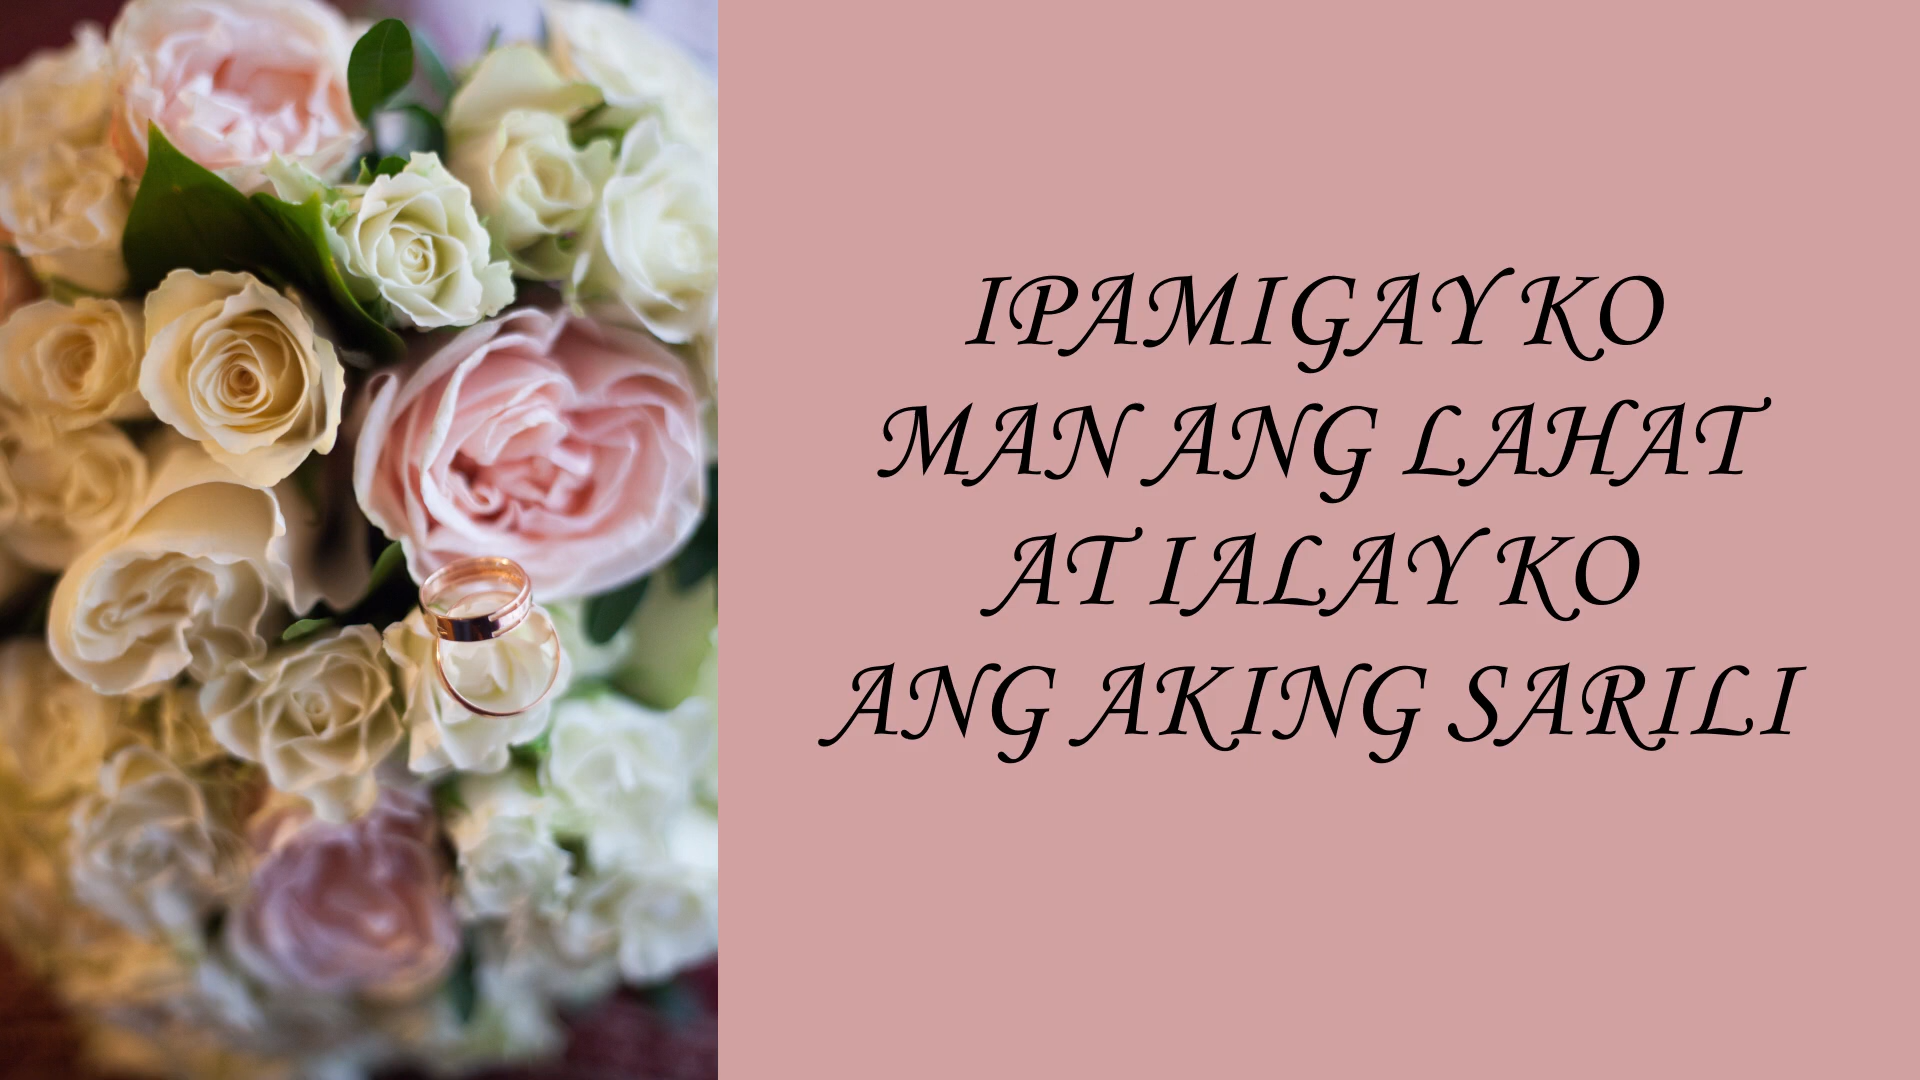 IPAMIGAY KO
MAN ANG LAHAT
AT IALAY KO
ANG AKING SARILI